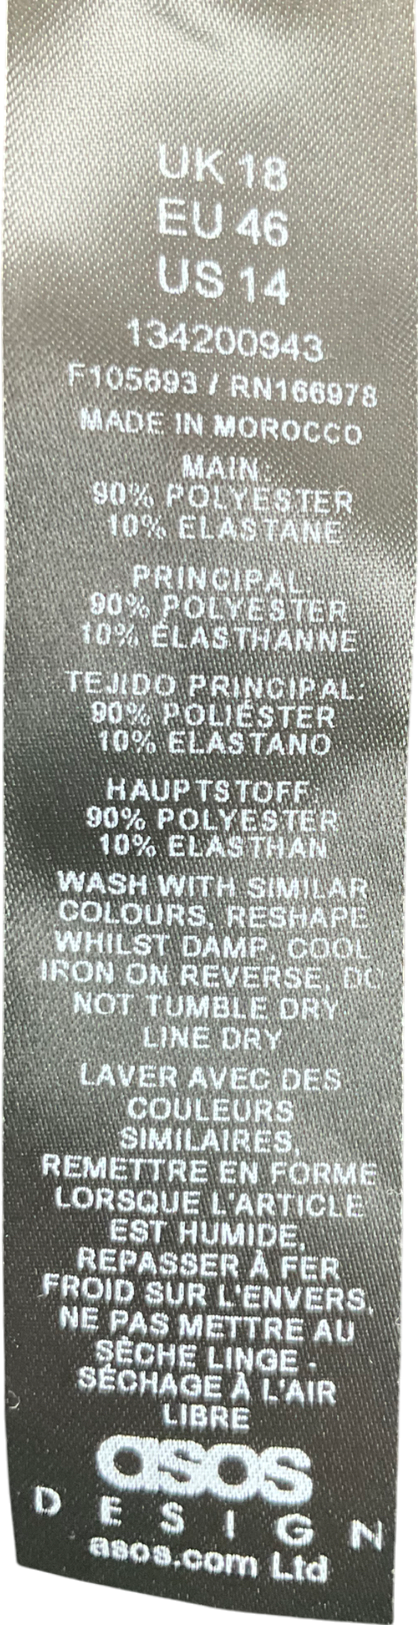 UK 18
EU 46
US 14
134200943
F105693 / RN166978
MADE IN MOROCCO
MAIN:
90% POLYESTER
10% ELASTANE
PRINCIPAL:
90% POLYESTER
10% ÉLASTHANNE
TEJIDO PRINCIPAL:
90% POLIÉSTER
10% ELASTANO
HAUPTSTOFF:
90% POLYESTER
10% ELASTHAN
WASH WITH SIMILAR
COLOURS, RESHAPE
WHILST DAMP, COOL
IRON ON REVERSE, DO
NOT TUMBLE DRY
LINE DRY
LAVER AVEC DES
COULEURS
SIMILAIRES,
REMETTRE EN FORME
LORSQUE L'ARTICLE
EST HUMIDE,
REPASSER À FER
FROID SUR L'ENVERS,
NE PAS METTRE AU
SÈCHE LINGE -
SÉCHAGE À L'AIR
LIBRE
asos
DESIGN
asos.com Ltd